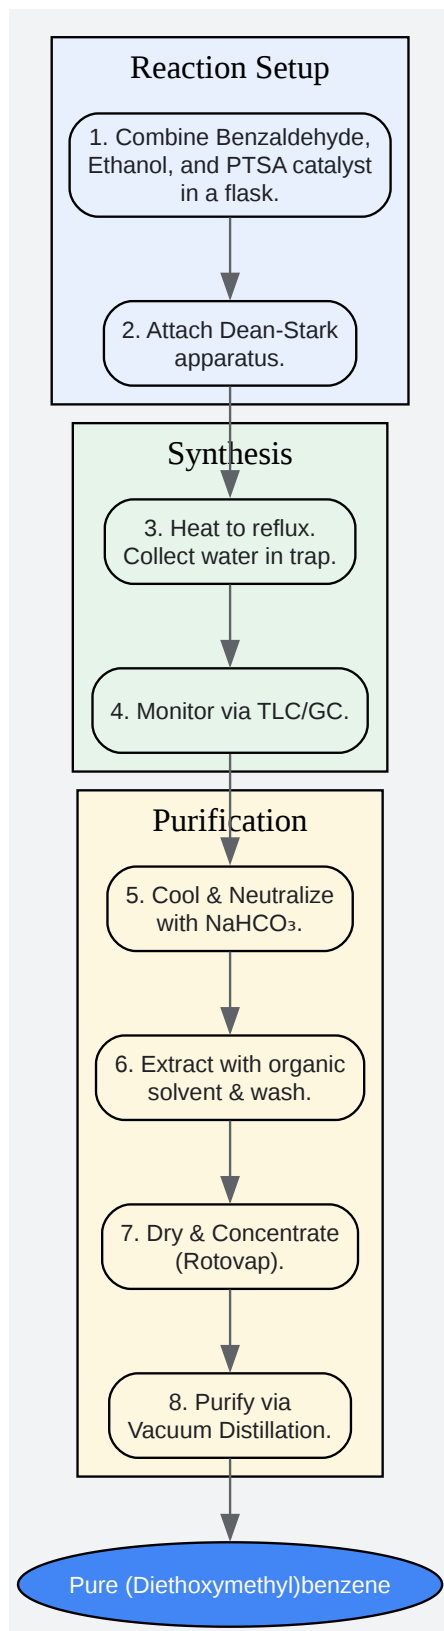 Reaction Setup
1. Combine Benzaldehyde,
Ethanol, and PTSA catalyst
in a flask.
2. Attach Dean-Stark
apparatus.
Synthesis
3. Heat to reflux.
Collect water in trap.
4. Monitor via TLC/GC.
Purification
5. Cool & Neutralize
with NaHCO₃.
6. Extract with organic
solvent & wash.
7. Dry & Concentrate
(Rotovap).
8. Purify via
Vacuum Distillation.
Pure (Diethoxymethyl)benzene